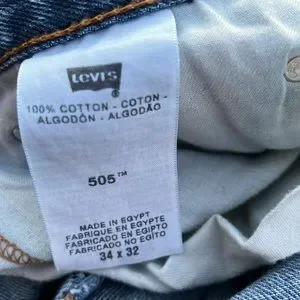 LEVI'S
100% COTTON - COTON -
ALGODÓN - ALGODÃO
505™
MADE IN EGYPT
FABRIQUE EN EGYPTE
FABRICADO EN EGIPTO
FABRICADO NO EGITO
34 x 32